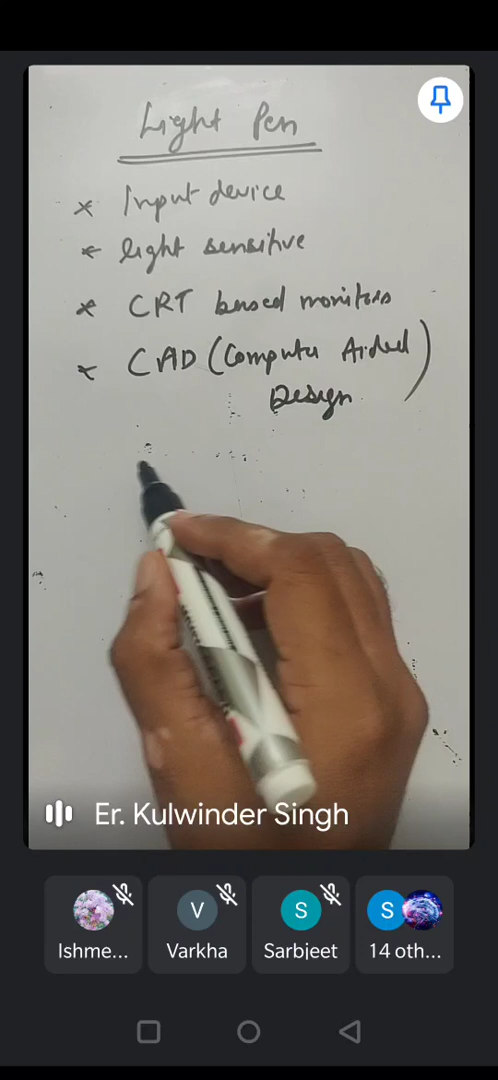 Light Pen
* Input device
* light sensitive
* CRT based monitors
* CAD (Computer Aided)
Design
Er. Kulwinder Singh
Ishme...
Varkha
Sarbjeet
14 oth...
V
S
S